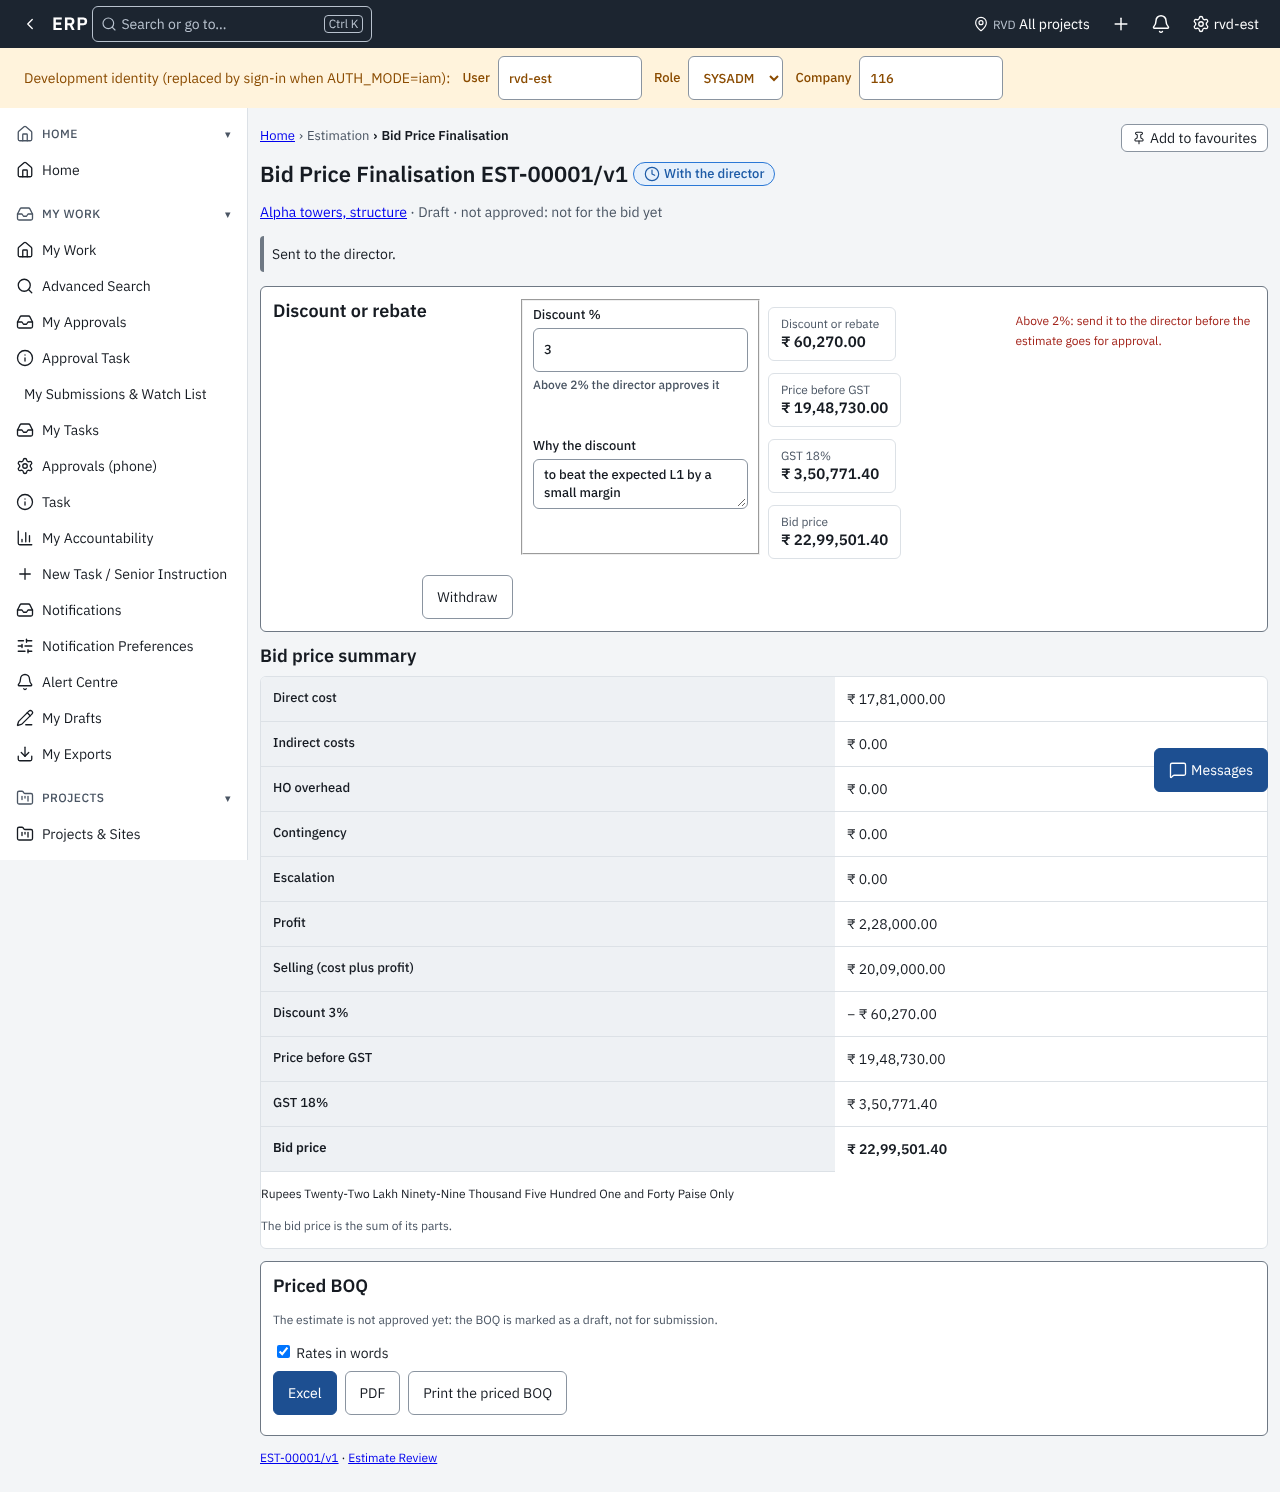 ERP
Search or go to...
Ctrl K
RVD All projects
rvd-est
Development identity (replaced by sign-in when AUTH_MODE=iam):
User
rvd-est
Role
SYSADM
Company
116
HOME
Home
MY WORK
My Work
Advanced Search
My Approvals
Approval Task
My Submissions & Watch List
My Tasks
Approvals (phone)
Task
My Accountability
New Task / Senior Instruction
Notifications
Notification Preferences
Alert Centre
My Drafts
My Exports
PROJECTS
Projects & Sites
Home › Estimation › Bid Price Finalisation
Add to favourites
Bid Price Finalisation EST-00001/v1
With the director
Alpha towers, structure · Draft · not approved: not for the bid yet
Sent to the director.
Discount or rebate
Discount %
3
Above 2% the director approves it
Why the discount
to beat the expected L1 by a
small margin
Discount or rebate
₹ 60,270.00
Price before GST
₹ 19,48,730.00
GST 18%
₹ 3,50,771.40
Bid price
₹ 22,99,501.40
Above 2%: send it to the director before the
estimate goes for approval.
Withdraw
Bid price summary
Direct cost ₹ 17,81,000.00
Indirect costs ₹ 0.00
HO overhead ₹ 0.00
Contingency ₹ 0.00
Escalation ₹ 0.00
Profit ₹ 2,28,000.00
Selling (cost plus profit) ₹ 20,09,000.00
Discount 3% − ₹ 60,270.00
Price before GST ₹ 19,48,730.00
GST 18% ₹ 3,50,771.40
Bid price ₹ 22,99,501.40
Messages
Rupees Twenty-Two Lakh Ninety-Nine Thousand Five Hundred One and Forty Paise Only
The bid price is the sum of its parts.
Priced BOQ
The estimate is not approved yet: the BOQ is marked as a draft, not for submission.
Rates in words
Excel
PDF
Print the priced BOQ
EST-00001/v1 · Estimate Review